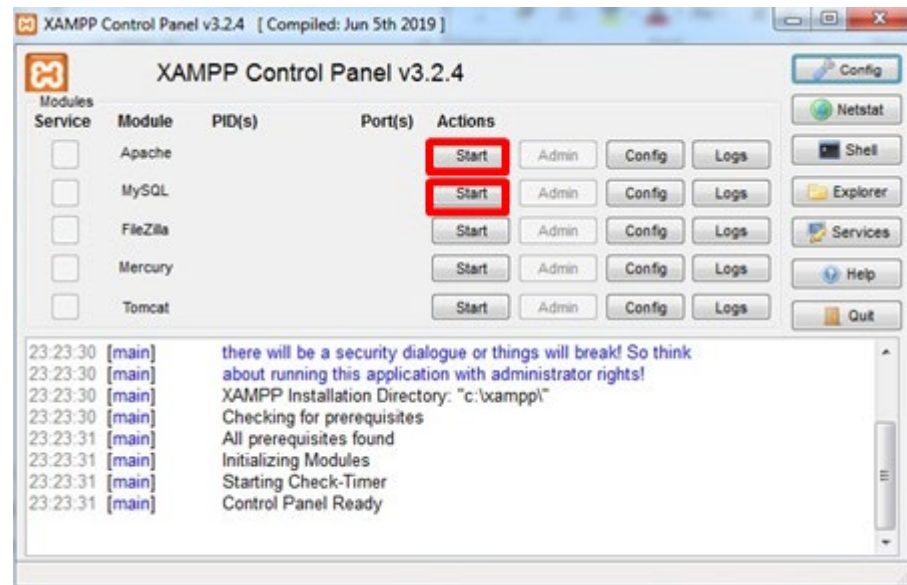 XAMPP Control Panel v3.2.4 [ Compiled: Jun 5th 2019 ]
XAMPP Control Panel v3.2.4
Config
Modules
Service Module PID(s) Port(s) Actions
Netstat
Apache Start Admin Config Logs
Shell
MySQL Start Admin Config Logs
Explorer
FileZilla Start Admin Config Logs
Services
Mercury Start Admin Config Logs
Help
Tomcat Start Admin Config Logs
Quit
23:23:30 [main] there will be a security dialogue or things will break! So think
23:23:30 [main] about running this application with administrator rights!
23:23:30 [main] XAMPP Installation Directory: "c:\xampp\"
23:23:30 [main] Checking for prerequisites
23:23:31 [main] All prerequisites found
23:23:31 [main] Initializing Modules
23:23:31 [main] Starting Check-Timer
23:23:31 [main] Control Panel Ready